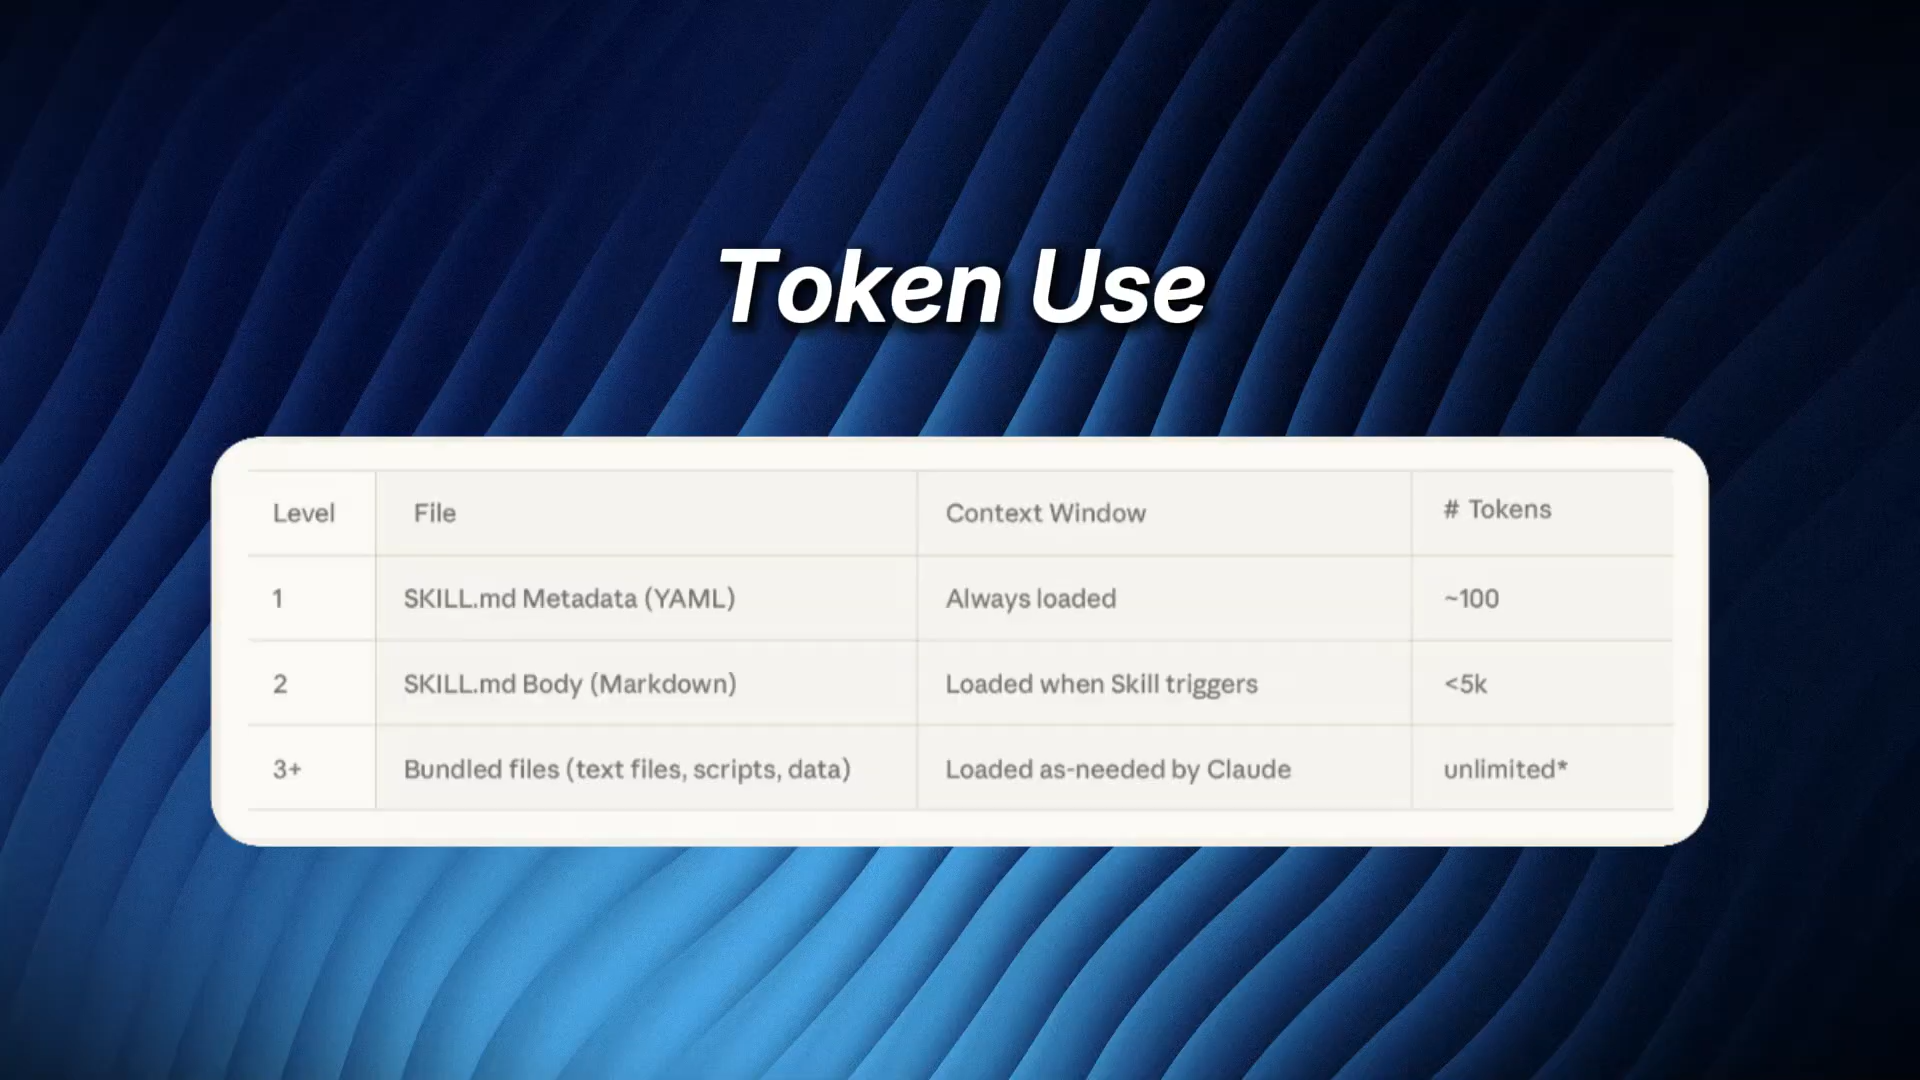 Token Use
Level File Context Window # Tokens
1 SKILL.md Metadata (YAML) Always loaded ~100
2 SKILL.md Body (Markdown) Loaded when Skill triggers <5k
3+ Bundled files (text files, scripts, data) Loaded as-needed by Claude unlimited*